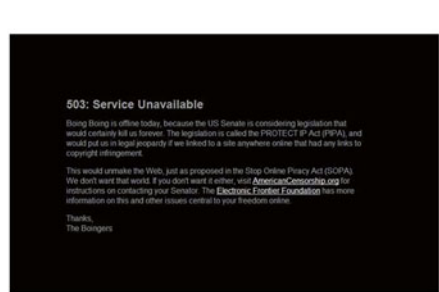 503: Service Unavailable
Boing Boing is offline today, because the US Senate is considering legislation that
would certainly kill us forever. The legislation is called the PROTECT IP Act (PIPA), and
would put us in legal jeopardy if we linked to a site anywhere online that had any links to
copyright infringement.
This would unmake the Web, just as proposed in the Stop Online Piracy Act (SOPA).
We don't want that world. If you don't want it either, visit AmericanCensorship.org for
instructions on contacting your Senator. The Electronic Frontier Foundation has more
information on this and other issues central to your freedom online.
Thanks,
The Boingers